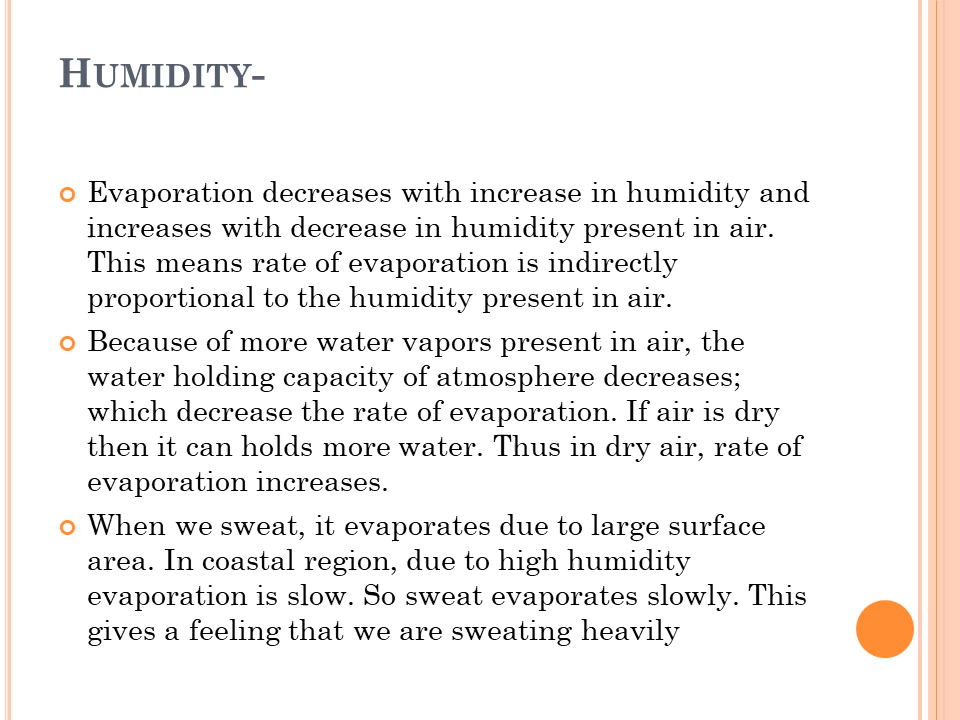 HUMIDITY-
Evaporation decreases with increase in humidity and
increases with decrease in humidity present in air.
This means rate of evaporation is indirectly
proportional to the humidity present in air.
Because of more water vapors present in air, the
water holding capacity of atmosphere decreases;
which decrease the rate of evaporation. If air is dry
then it can holds more water. Thus in dry air, rate of
evaporation increases.
When we sweat, it evaporates due to large surface
area. In coastal region, due to high humidity
evaporation is slow. So sweat evaporates slowly. This
gives a feeling that we are sweating heavily